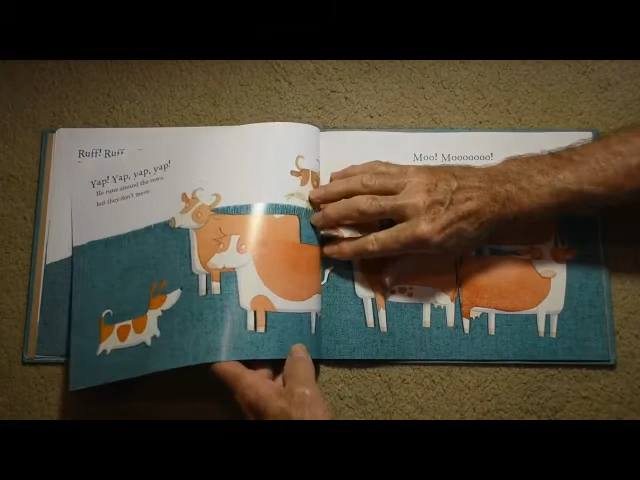 Ruff! Ruff
Yap! Yap, yap, yap!
He runs around the cows,
but they don't move.
Moo! Mooooooo!